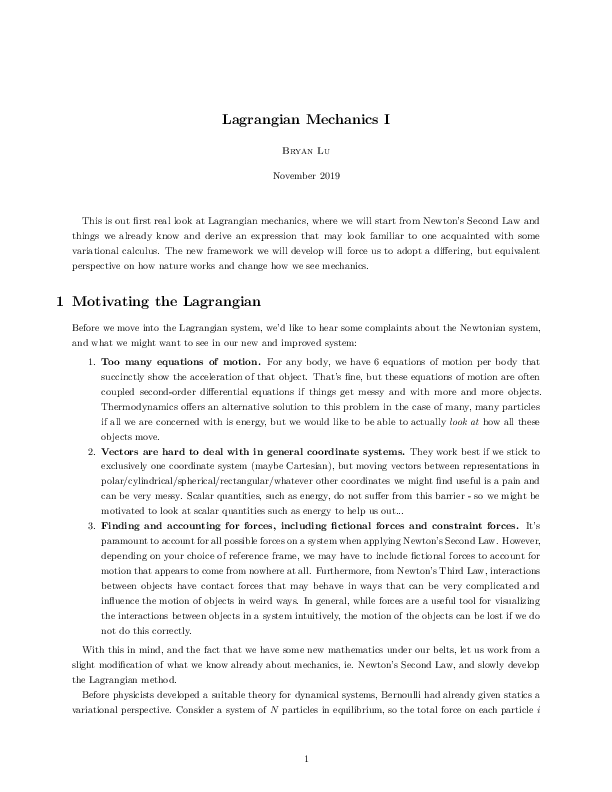 Lagrangian Mechanics I
Bryan Lu
November 2019
This is out first real look at Lagrangian mechanics, where we will start from Newton's Second Law and
things we already know and derive an expression that may look familiar to one acquainted with some
variational calculus. The new framework we will develop will force us to adopt a differing, but equivalent
perspective on how nature works and change how we see mechanics.
1 Motivating the Lagrangian
Before we move into the Lagrangian system, we'd like to hear some complaints about the Newtonian system,
and what we might want to see in our new and improved system:
1. Too many equations of motion. For any body, we have 6 equations of motion per body that
succinctly show the acceleration of that object. That's fine, but these equations of motion are often
coupled second-order differential equations if things get messy and with more and more objects.
Thermodynamics offers an alternative solution to this problem in the case of many, many particles
if all we are concerned with is energy, but we would like to be able to actually look at how all these
objects move.
2. Vectors are hard to deal with in general coordinate systems. They work best if we stick to
exclusively one coordinate system (maybe Cartesian), but moving vectors between representations in
polar/cylindrical/spherical/rectangular/whatever other coordinates we might find useful is a pain and
can be very messy. Scalar quantities, such as energy, do not suffer from this barrier - so we might be
motivated to look at scalar quantities such as energy to help us out...
3. Finding and accounting for forces, including fictional forces and constraint forces. It's
paramount to account for all possible forces on a system when applying Newton's Second Law. However,
depending on your choice of reference frame, we may have to include fictional forces to account for
motion that appears to come from nowhere at all. Furthermore, from Newton's Third Law, interactions
between objects have contact forces that may behave in ways that can be very complicated and
influence the motion of objects in weird ways. In general, while forces are a useful tool for visualizing
the interactions between objects in a system intuitively, the motion of the objects can be lost if we do
not do this correctly.
With this in mind, and the fact that we have some new mathematics under our belts, let us work from a
slight modification of what we know already about mechanics, ie. Newton's Second Law, and slowly develop
the Lagrangian method.
Before physicists developed a suitable theory for dynamical systems, Bernoulli had already given statics a
variational perspective. Consider a system of N particles in equilibrium, so the total force on each particle i
1